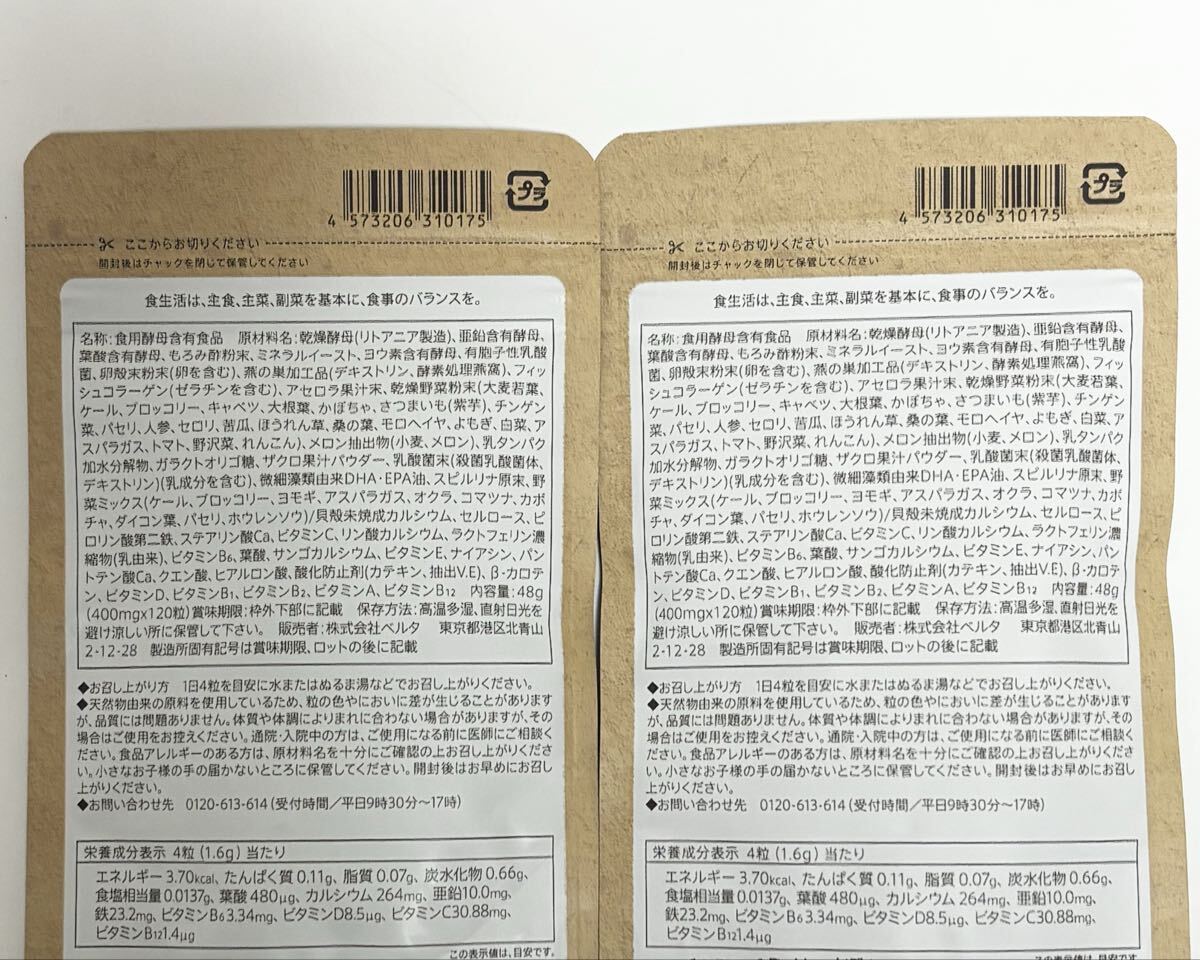 4 573206 310175
プラ
ここからお切りください
開封後はチャックを閉じて保管してください
食生活は、主食、主菜、副菜を基本に、食事のバランスを。
名称:食用酵母含有食品　原材料名:乾燥酵母(リトアニア製造)、亜鉛含有酵母、
葉酸含有酵母、もろみ酢粉末、ミネラルイースト、ヨウ素含有酵母、有胞子性乳酸
菌、卵殻末粉末(卵を含む)、燕の巣加工品(デキストリン、酵素処理燕窩)、フィッ
シュコラーゲン(ゼラチンを含む)、アセロラ果汁末、乾燥野菜粉末(大麦若葉、
ケール、ブロッコリー、キャベツ、大根葉、かぼちゃ、さつまいも(紫芋)、チンゲン
菜、パセリ、人参、セロリ、苦瓜、ほうれん草、桑の葉、モロヘイヤ、よもぎ、白菜、ア
スパラガス、トマト、野沢菜、れんこん)、メロン抽出物(小麦、メロン)、乳タンパク
加水分解物、ガラクトオリゴ糖、ザクロ果汁パウダー、乳酸菌末(殺菌乳酸菌体、
デキストリン)(乳成分を含む)、微細藻類由来DHA・EPA油、スピルリナ原末、野
菜ミックス(ケール、ブロッコリー、ヨモギ、アスパラガス、オクラ、コマツナ、カボ
チャ、ダイコン葉、パセリ、ホウレンソウ)/貝殻未焼成カルシウム、セルロース、ピ
ロリン酸第二鉄、ステアリン酸Ca、ビタミンC、リン酸カルシウム、ラクトフェリン濃
縮物(乳由来)、ビタミンB6、葉酸、サンゴカルシウム、ビタミンE、ナイアシン、パン
トテン酸Ca、クエン酸、ヒアルロン酸、酸化防止剤(カテキン、抽出V.E)、β-カロテ
ン、ビタミンD、ビタミンB1、ビタミンB2、ビタミンA、ビタミンB12　内容量:48g
(400mgx120粒)賞味期限:枠外下部に記載　保存方法:高温多湿、直射日光を
避け涼しい所に保管して下さい。　販売者:株式会社ベルタ　東京都港区北青山
2-12-28　製造所固有記号は賞味期限、ロットの後に記載
◆お召し上がり方　1日4粒を目安に水またはぬるま湯などでお召し上がりください。
◆天然物由来の原料を使用しているため、粒の色やにおいに差が生じることがあります
が、品質には問題ありません。体質や体調によりまれに合わない場合がありますが、その
場合はご使用をお控えください。通院・入院中の方は、ご使用になる前に医師にご相談く
ださい。食品アレルギーのある方は、原材料名を十分にご確認の上お召し上がりくださ
い。小さなお子様の手の届かないところに保管してください。開封後はお早めにお召し
上がりください。
◆お問い合わせ先　0120-613-614(受付時間／平日9時30分～17時)
栄養成分表示 4粒(1.6g)当たり
エネルギー3.70kcal、たんぱく質0.11g、脂質0.07g、炭水化物0.66g、
食塩相当量0.0137g、葉酸480μg、カルシウム264mg、亜鉛10.0mg、
鉄23.2mg、ビタミンB6 3.34mg、ビタミンD8.5μg、ビタミンC30.88mg、
ビタミンB12 1.4μg
この表示値は、目安です。
4 573206 310175
プラ
ここからお切りください
開封後はチャックを閉じて保管してください
食生活は、主食、主菜、副菜を基本に、食事のバランスを。
名称:食用酵母含有食品　原材料名:乾燥酵母(リトアニア製造)、亜鉛含有酵母、
葉酸含有酵母、もろみ酢粉末、ミネラルイースト、ヨウ素含有酵母、有胞子性乳酸
菌、卵殻末粉末(卵を含む)、燕の巣加工品(デキストリン、酵素処理燕窩)、フィッ
シュコラーゲン(ゼラチンを含む)、アセロラ果汁末、乾燥野菜粉末(大麦若葉、
ケール、ブロッコリー、キャベツ、大根葉、かぼちゃ、さつまいも(紫芋)、チンゲン
菜、パセリ、人参、セロリ、苦瓜、ほうれん草、桑の葉、モロヘイヤ、よもぎ、白菜、ア
スパラガス、トマト、野沢菜、れんこん)、メロン抽出物(小麦、メロン)、乳タンパク
加水分解物、ガラクトオリゴ糖、ザクロ果汁パウダー、乳酸菌末(殺菌乳酸菌体、
デキストリン)(乳成分を含む)、微細藻類由来DHA・EPA油、スピルリナ原末、野
菜ミックス(ケール、ブロッコリー、ヨモギ、アスパラガス、オクラ、コマツナ、カボ
チャ、ダイコン葉、パセリ、ホウレンソウ)/貝殻未焼成カルシウム、セルロース、ピ
ロリン酸第二鉄、ステアリン酸Ca、ビタミンC、リン酸カルシウム、ラクトフェリン濃
縮物(乳由来)、ビタミンB6、葉酸、サンゴカルシウム、ビタミンE、ナイアシン、パン
トテン酸Ca、クエン酸、ヒアルロン酸、酸化防止剤(カテキン、抽出V.E)、β-カロテ
ン、ビタミンD、ビタミンB1、ビタミンB2、ビタミンA、ビタミンB12　内容量:48g
(400mgx120粒)賞味期限:枠外下部に記載　保存方法:高温多湿、直射日光を
避け涼しい所に保管して下さい。　販売者:株式会社ベルタ　東京都港区北青山
2-12-28　製造所固有記号は賞味期限、ロットの後に記載
◆お召し上がり方　1日4粒を目安に水またはぬるま湯などでお召し上がりください。
◆天然物由来の原料を使用しているため、粒の色やにおいに差が生じることがあります
が、品質には問題ありません。体質や体調によりまれに合わない場合がありますが、その
場合はご使用をお控えください。通院・入院中の方は、ご使用になる前に医師にご相談く
ださい。食品アレルギーのある方は、原材料名を十分にご確認の上お召し上がりくださ
い。小さなお子様の手の届かないところに保管してください。開封後はお早めにお召し
上がりください。
◆お問い合わせ先　0120-613-614(受付時間／平日9時30分～17時)
栄養成分表示 4粒(1.6g)当たり
エネルギー3.70kcal、たんぱく質0.11g、脂質0.07g、炭水化物0.66g、
食塩相当量0.0137g、葉酸480μg、カルシウム264mg、亜鉛10.0mg、
鉄23.2mg、ビタミンB6 3.34mg、ビタミンD8.5μg、ビタミンC30.88mg、
ビタミンB12 1.4μg